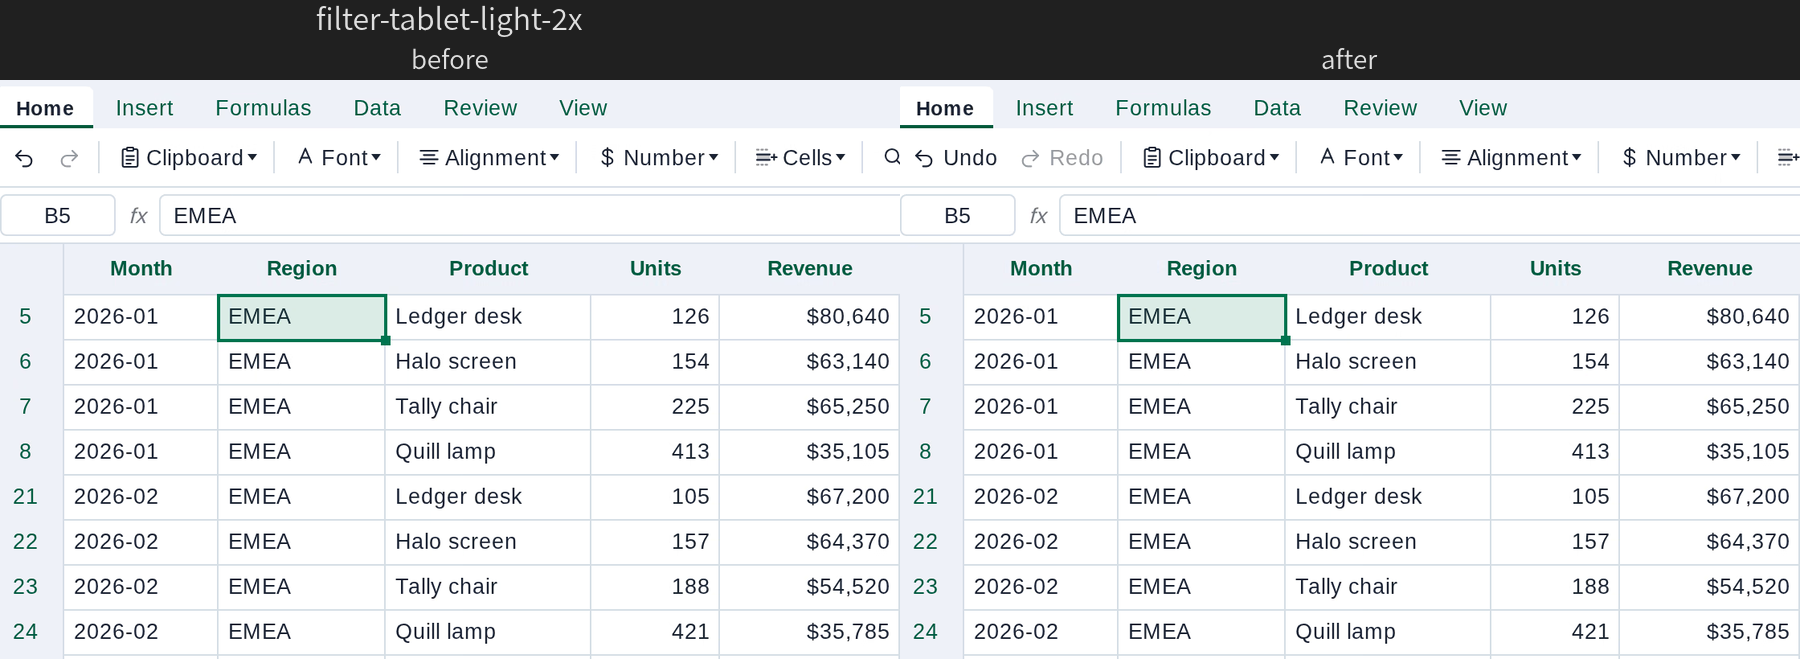 filter-tablet-light-2x
before after
Home Insert Formulas Data Review View Home Insert Formulas Data Review View
Clipboard Font Alignment $ Number Cells Undo Redo Clipboard Font Alignment $ Number
B5 fx EMEA B5 fx EMEA
Month Region Product Units Revenue Month Region Product Units Revenue
5 2026-01 EMEA Ledger desk 126 $80,640 5 2026-01 EMEA Ledger desk 126 $80,640
6 2026-01 EMEA Halo screen 154 $63,140 6 2026-01 EMEA Halo screen 154 $63,140
7 2026-01 EMEA Tally chair 225 $65,250 7 2026-01 EMEA Tally chair 225 $65,250
8 2026-01 EMEA Quill lamp 413 $35,105 8 2026-01 EMEA Quill lamp 413 $35,105
21 2026-02 EMEA Ledger desk 105 $67,200 21 2026-02 EMEA Ledger desk 105 $67,200
22 2026-02 EMEA Halo screen 157 $64,370 22 2026-02 EMEA Halo screen 157 $64,370
23 2026-02 EMEA Tally chair 188 $54,520 23 2026-02 EMEA Tally chair 188 $54,520
24 2026-02 EMEA Quill lamp 421 $35,785 24 2026-02 EMEA Quill lamp 421 $35,785